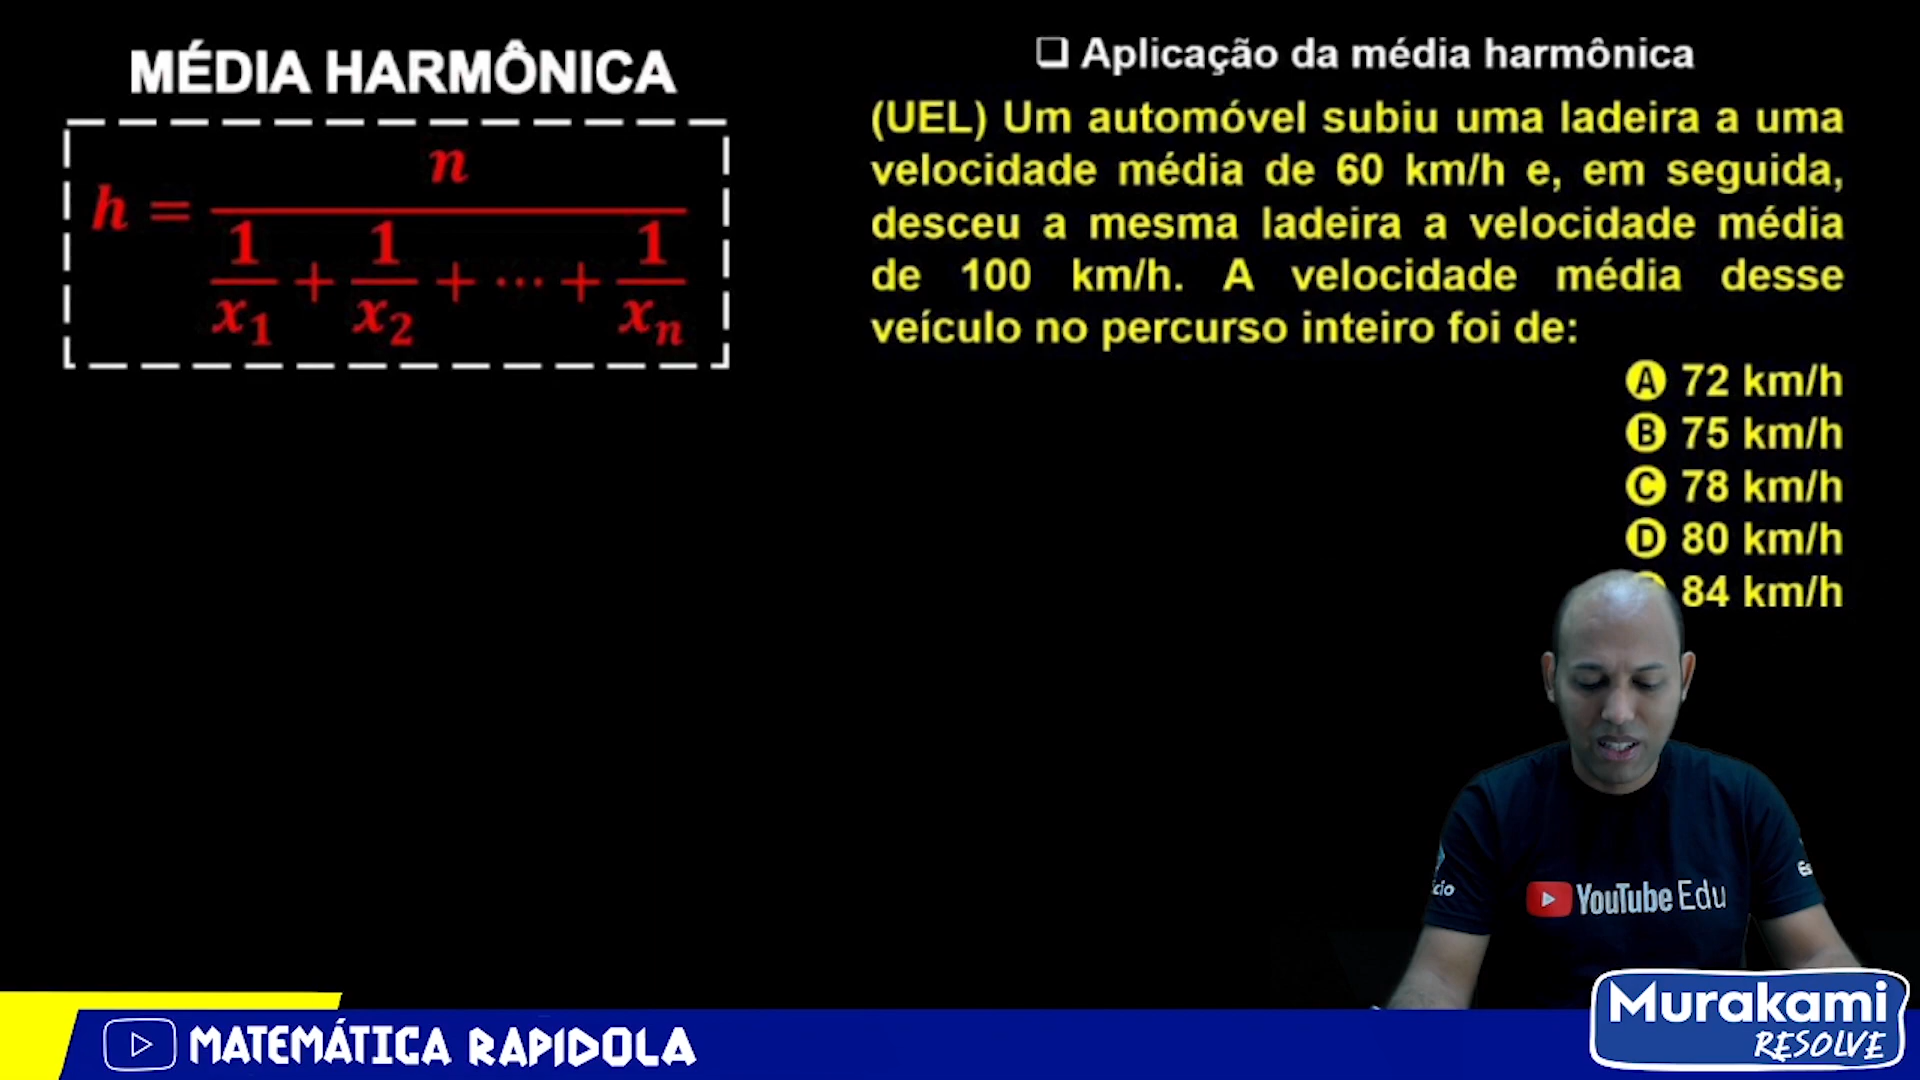 MÉDIA HARMÔNICA
h = n / (1/x₁ + 1/x₂ + ⋯ + 1/xₙ)
❑ Aplicação da média harmônica
(UEL) Um automóvel subiu uma ladeira a uma
velocidade média de 60 km/h e, em seguida,
desceu a mesma ladeira a velocidade média
de 100 km/h. A velocidade média desse
veículo no percurso inteiro foi de:
A 72 km/h
B 75 km/h
C 78 km/h
D 80 km/h
84 km/h
YouTube Edu
MATEMÁTICA RAPIDOLA
Murakami
RESOLVE